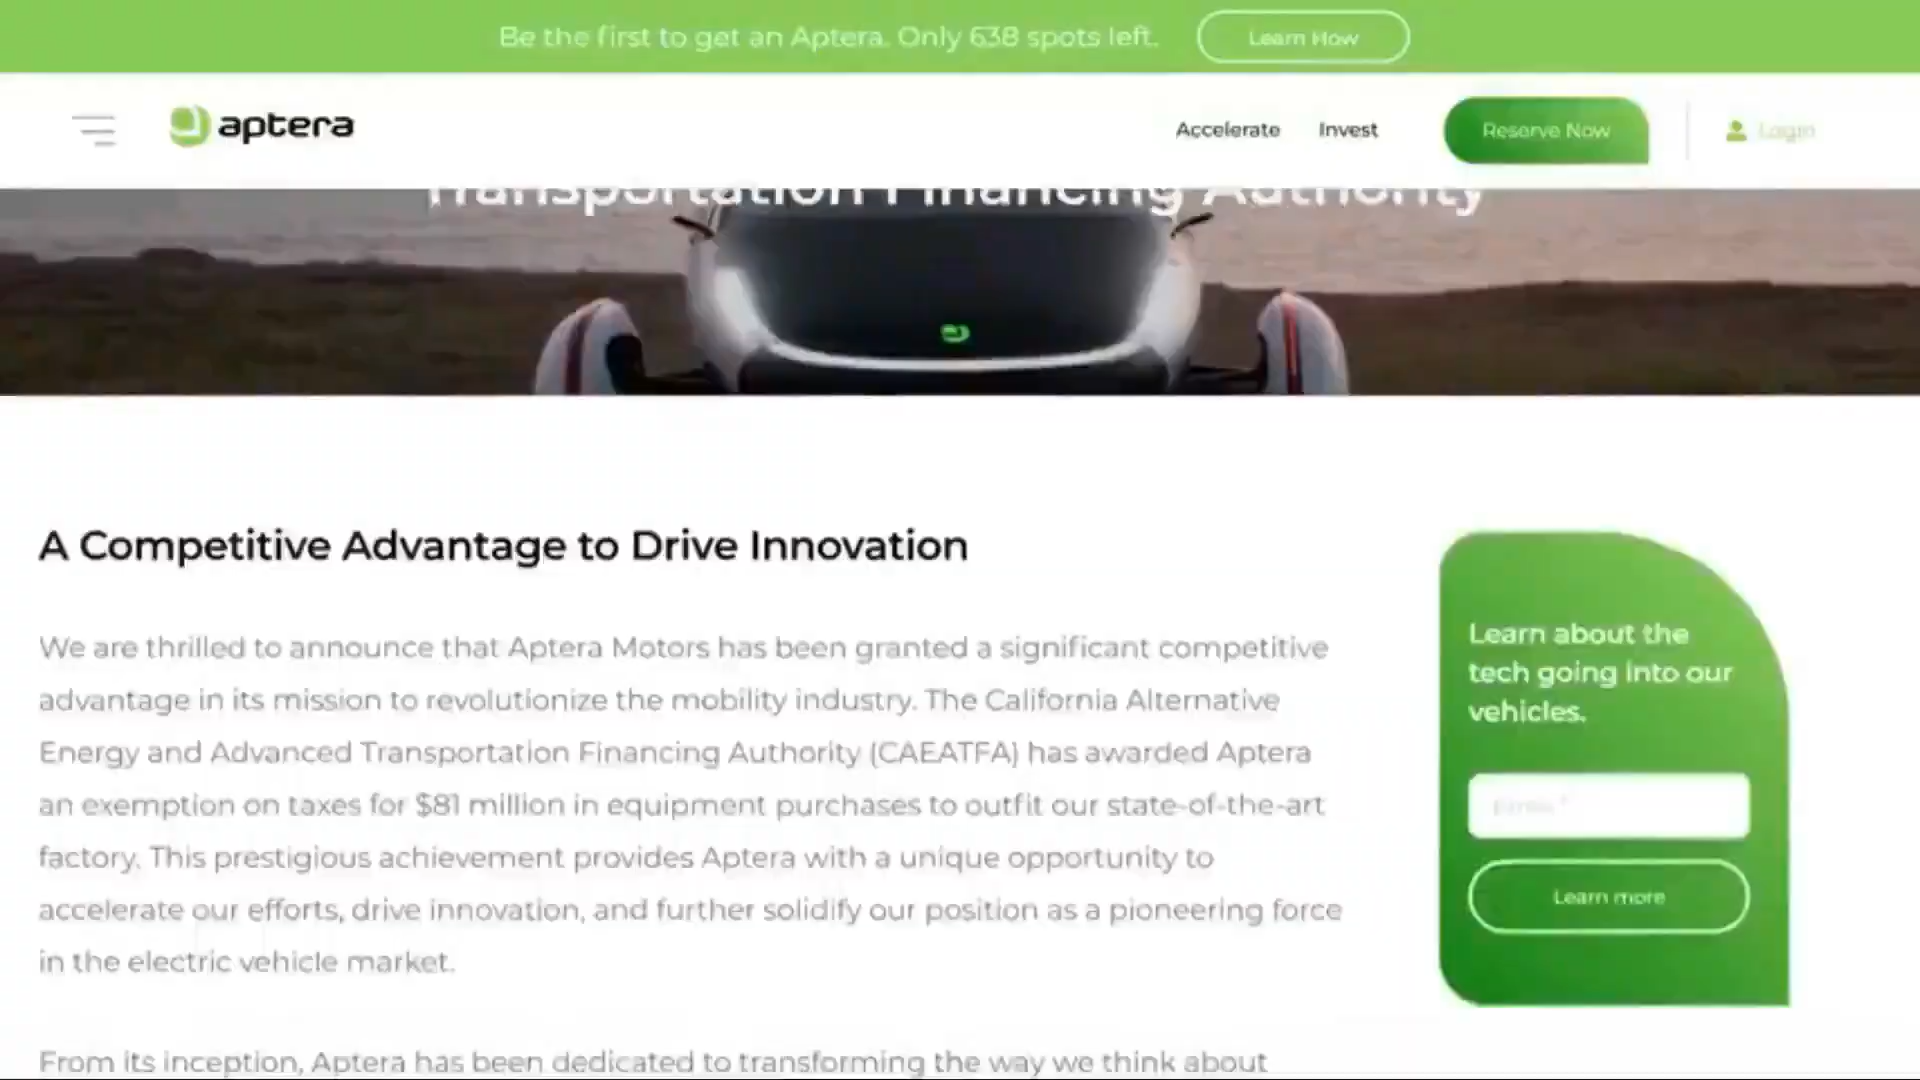 Be the first to get an Aptera. Only 638 spots left.
Learn How
aptera
Accelerate
Invest
Reserve Now
Login
Transportation Financing Authority
A Competitive Advantage to Drive Innovation
We are thrilled to announce that Aptera Motors has been granted a significant competitive
advantage in its mission to revolutionize the mobility industry. The California Alternative
Energy and Advanced Transportation Financing Authority (CAEATFA) has awarded Aptera
an exemption on taxes for $81 million in equipment purchases to outfit our state-of-the-art
factory. This prestigious achievement provides Aptera with a unique opportunity to
accelerate our efforts, drive innovation, and further solidify our position as a pioneering force
in the electric vehicle market.
From its inception, Aptera has been dedicated to transforming the way we think about
Learn about the
tech going into our
vehicles.
Email *
Learn more